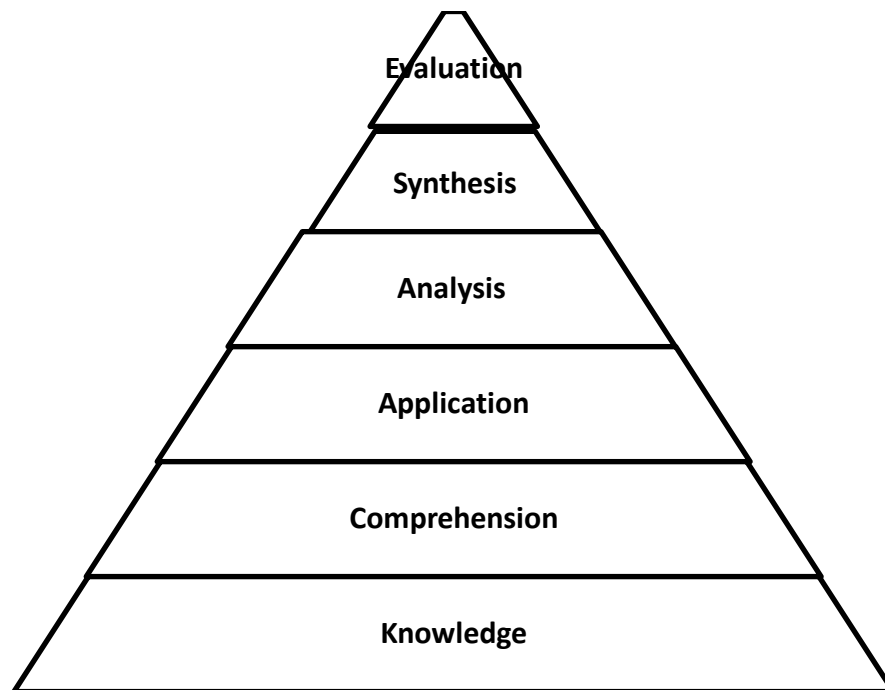 Evaluation
Synthesis
Analysis
Application
Comprehension
Knowledge